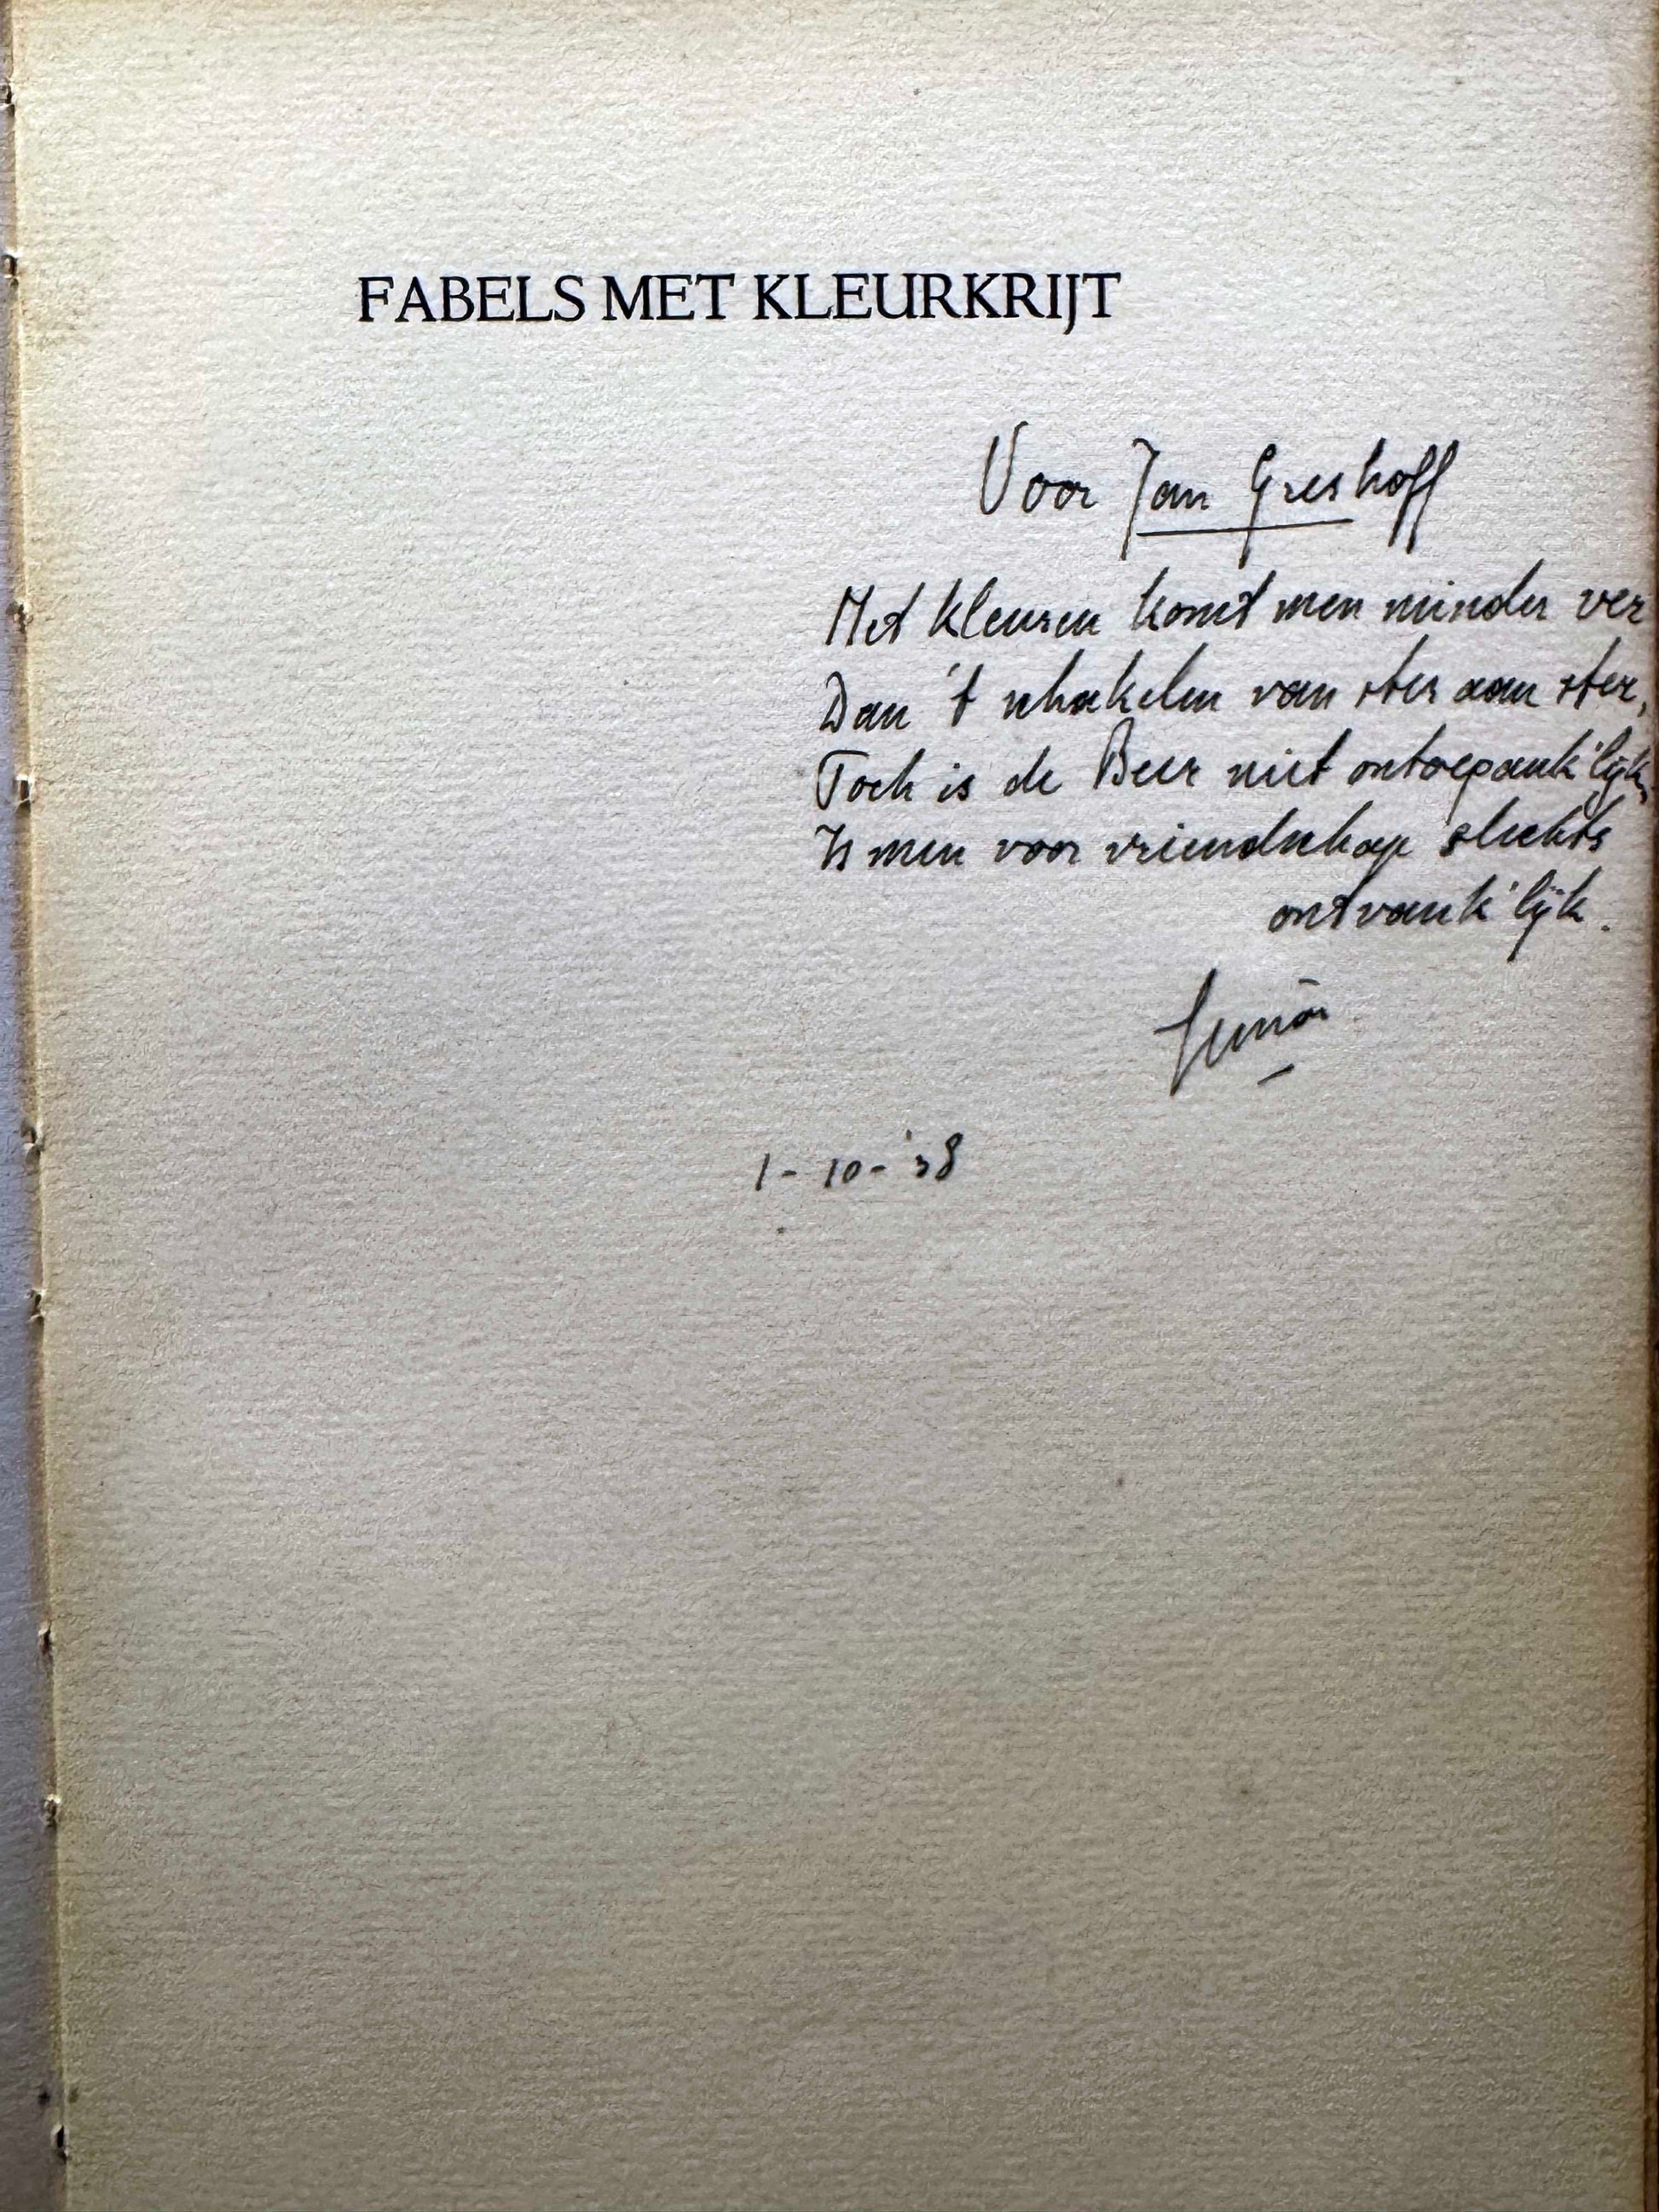 FABELS MET KLEURKRIJT
Voor Jan Greshoff
Met kleuren komt men minder ver
Dan 't schakelen van ster aan ster,
Toch is de Beer niet ontoegank'lijk,
Is men voor vriendschap slechts
ontvank'lijk.
1-10-'38